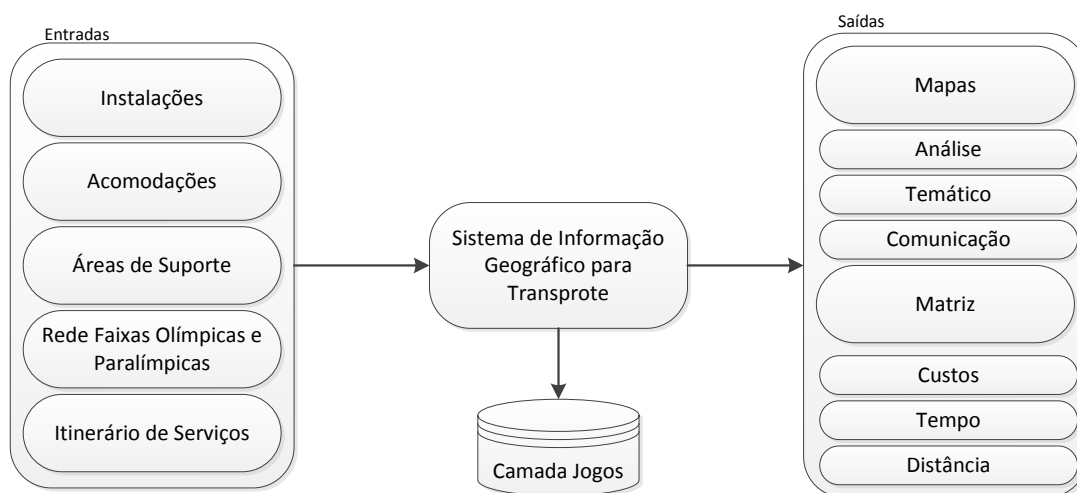 Entradas
Instalações
Acomodações
Áreas de Suporte
Rede Faixas Olímpicas e
Paralímpicas
Itinerário de Serviços
Sistema de Informação
Geográfico para
Transprote
Camada Jogos
Saídas
Mapas
Análise
Temático
Comunicação
Matriz
Custos
Tempo
Distância